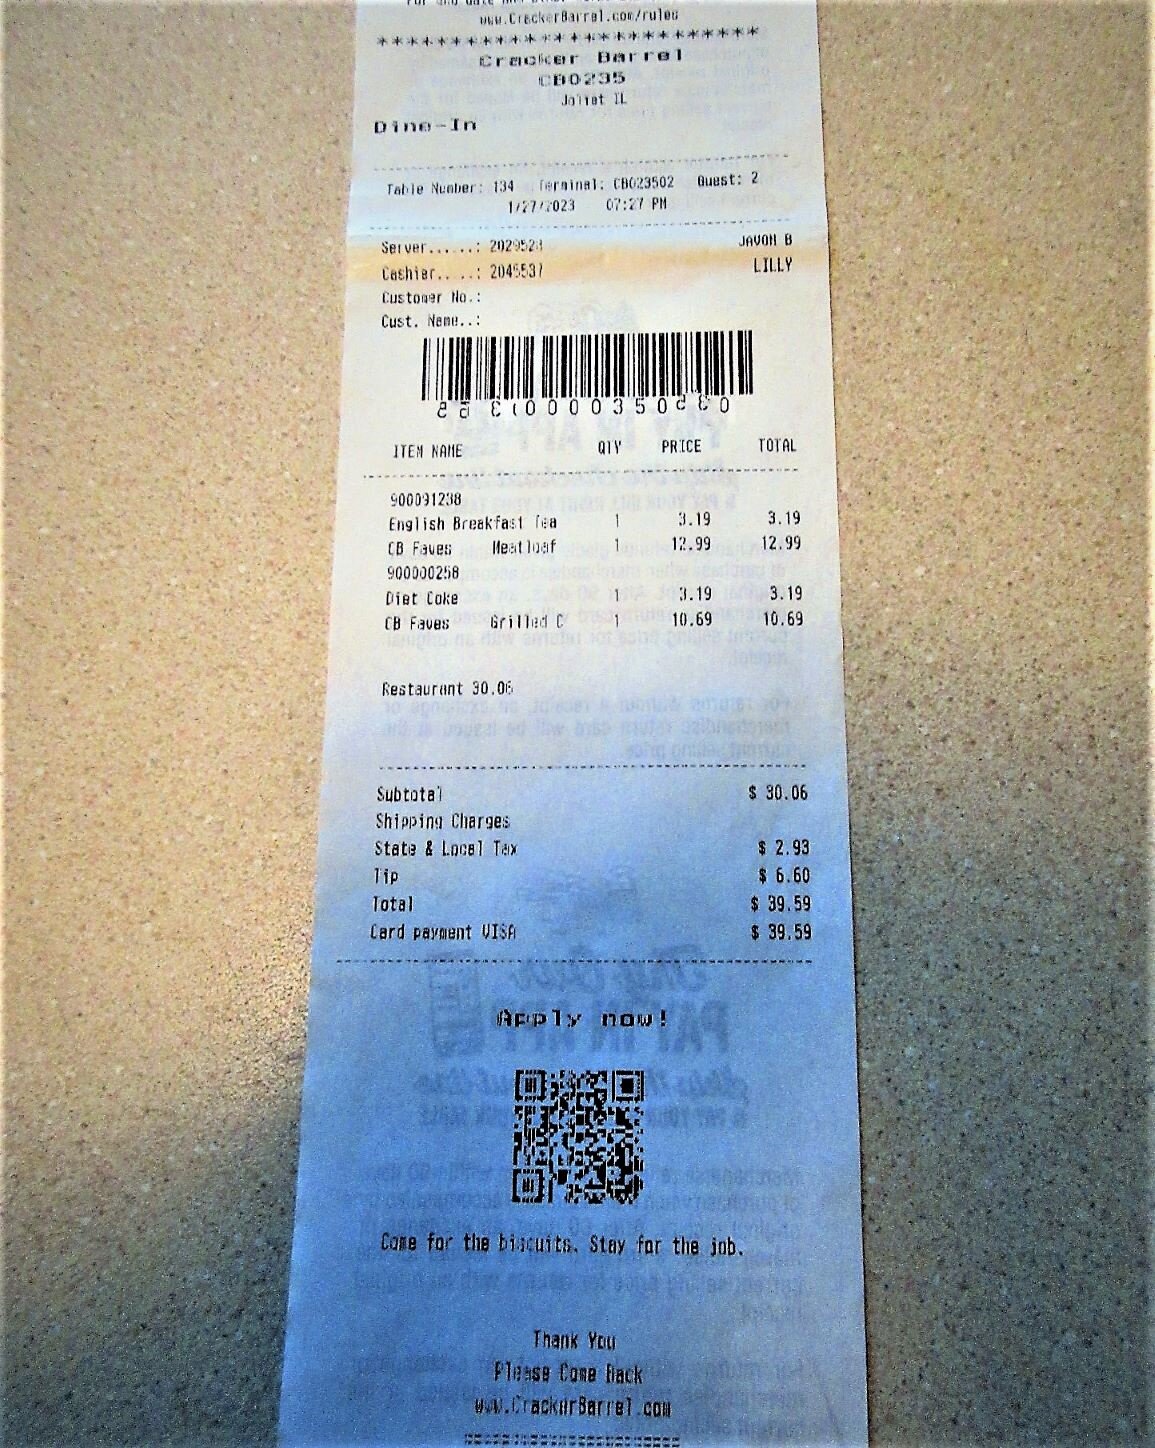 www.CrackerBarrel.com/rules
**************************
Cracker Barrel
CB0235
Joliet IL
Dine-In
Table Number: 134 Terminal: CB023502 Guest: 2
1/27/2023 07:27 PM
Server......: 2029523 JAVON B
Cashier.. ..: 2045537 LILLY
Customer No.:
Cust. Name..:
ITEM NAME QTY PRICE TOTAL
900091238
English Breakfast Tea 1 3.19 3.19
CB Faves Meatloaf 1 12.99 12.99
900000258
Diet Coke 1 3.19 3.19
CB Faves Grilled C 1 10.69 10.69
Restaurant 30.06
Subtotal $ 30.06
Shipping Charges
State & Local Tax $ 2.93
Tip $ 6.60
Total $ 39.59
Card payment VISA $ 39.59
Apply now!
Come for the biscuits. Stay for the job.
Thank You
Please Come Back
www.CrackerBarrel.com